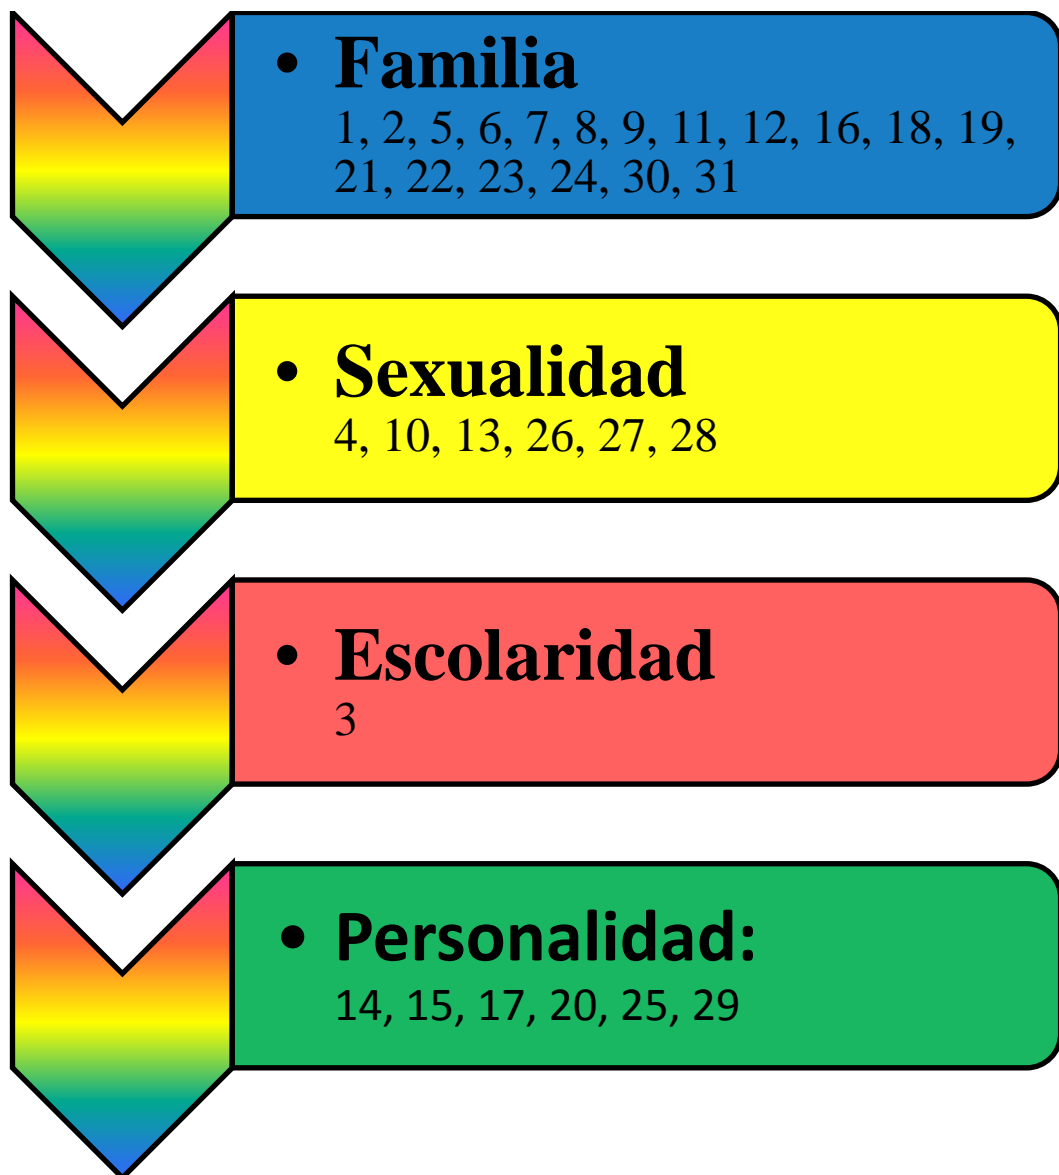 • Familia
1, 2, 5, 6, 7, 8, 9, 11, 12, 16, 18, 19,
21, 22, 23, 24, 30, 31
• Sexualidad
4, 10, 13, 26, 27, 28
• Escolaridad
3
• Personalidad:
14, 15, 17, 20, 25, 29